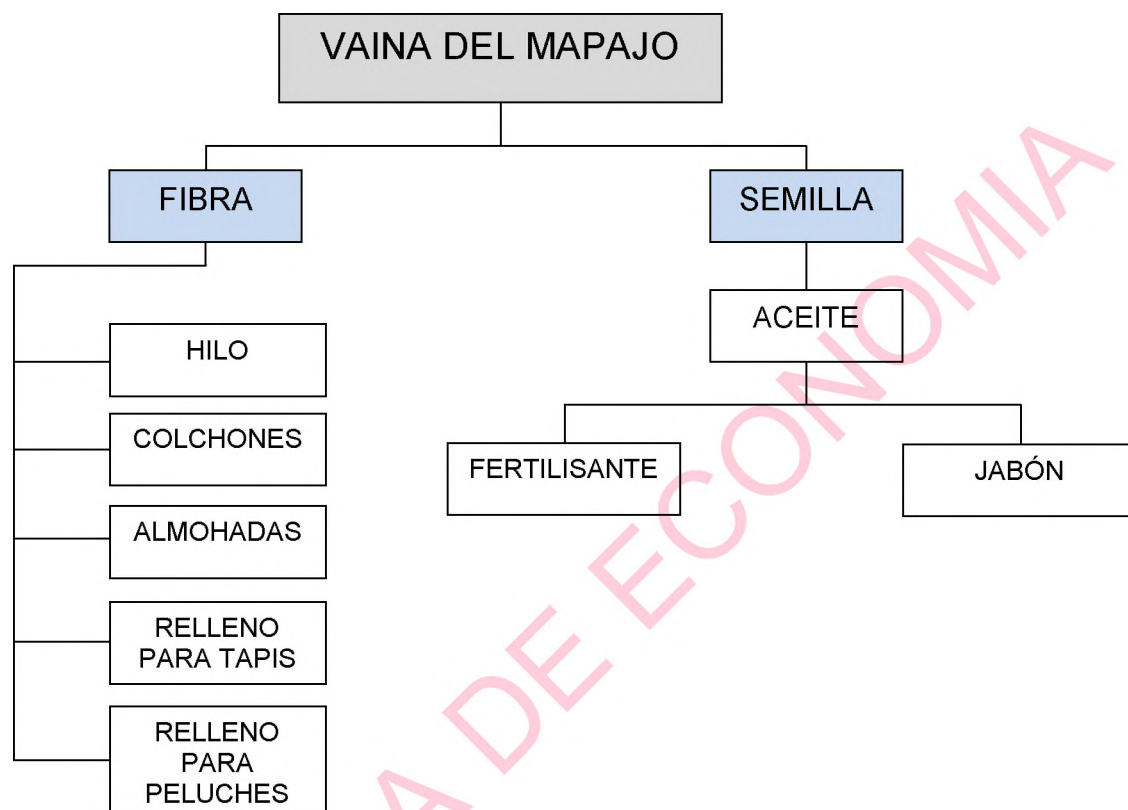 VAINA DEL MAPAJO
FIBRA
SEMILLA
ACEITE
HILO
COLCHONES
FERTILISANTE
JABÓN
ALMOHADAS
RELLENO
PARA TAPIS
RELLENO
PARA
PELUCHES
A DE ECONOMIA